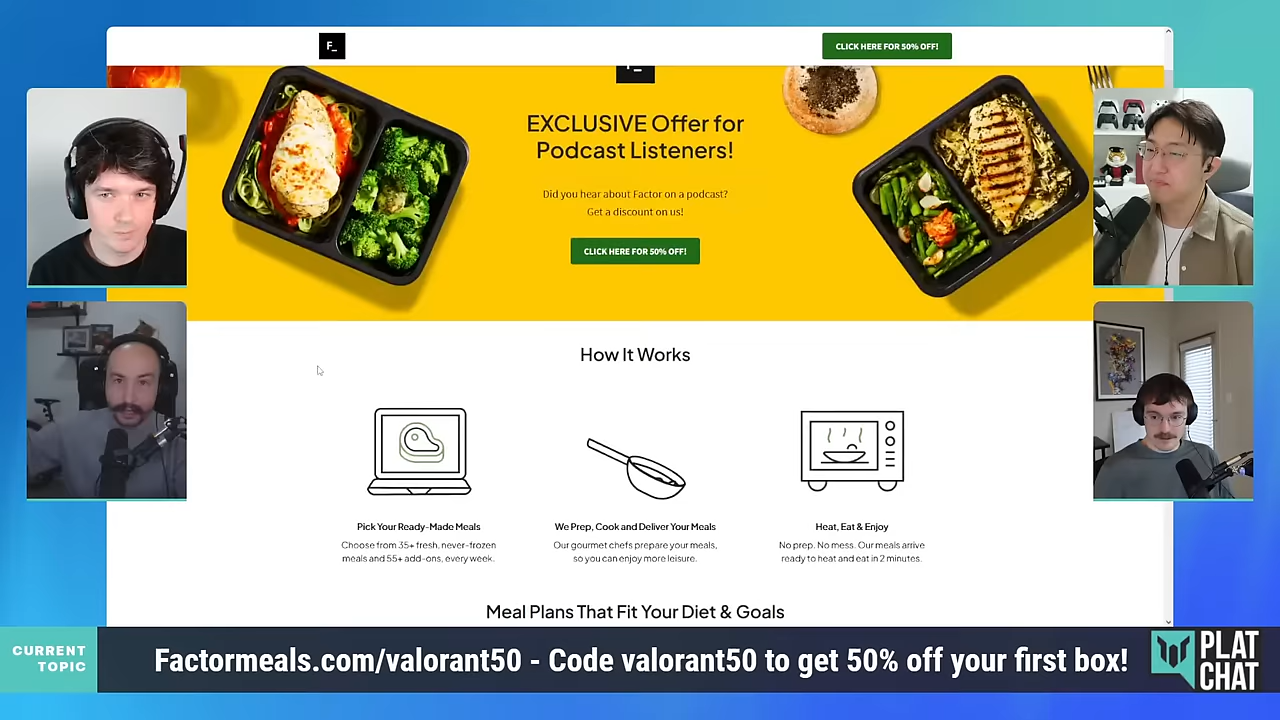 F_
CLICK HERE FOR 50% OFF!
EXCLUSIVE Offer for
Podcast Listeners!
Did you hear about Factor on a podcast?
Get a discount on us!
CLICK HERE FOR 50% OFF!
How It Works
Pick Your Ready-Made Meals
Choose from 35+ fresh, never-frozen
meals and 55+ add-ons, every week.
We Prep, Cook and Deliver Your Meals
Our gourmet chefs prepare your meals,
so you can enjoy more leisure.
Heat, Eat & Enjoy
No prep. No mess. Our meals arrive
ready to heat and eat in 2 minutes.
Meal Plans That Fit Your Diet & Goals
CURRENT
TOPIC
Factormeals.com/valorant50 - Code valorant50 to get 50% off your first box!
PLAT
CHAT